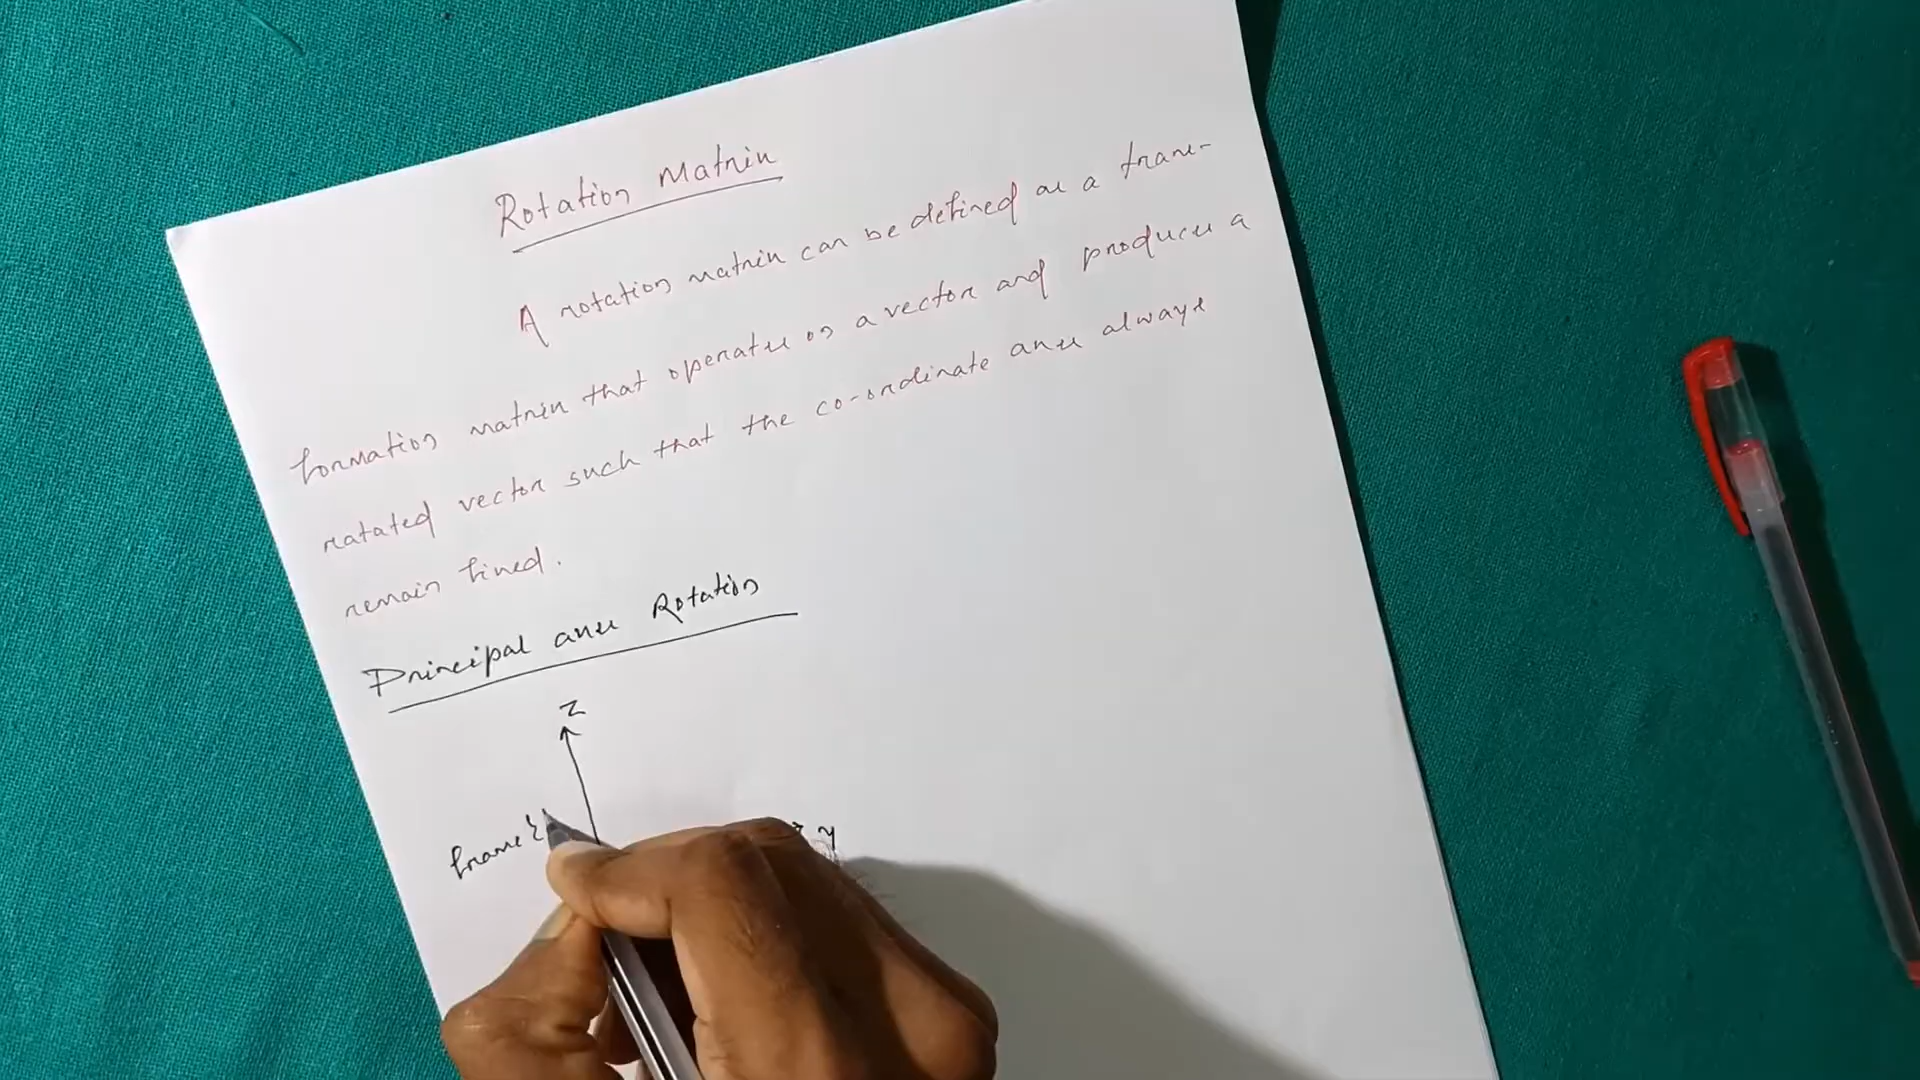 Rotation Matrix
A rotation matrix can be defined as a trans-
formation matrix that operates on a vector and produces a
rotated vector such that the co-ordinate axes always
remain fixed.
Principal axes Rotation
Z
frame {
y